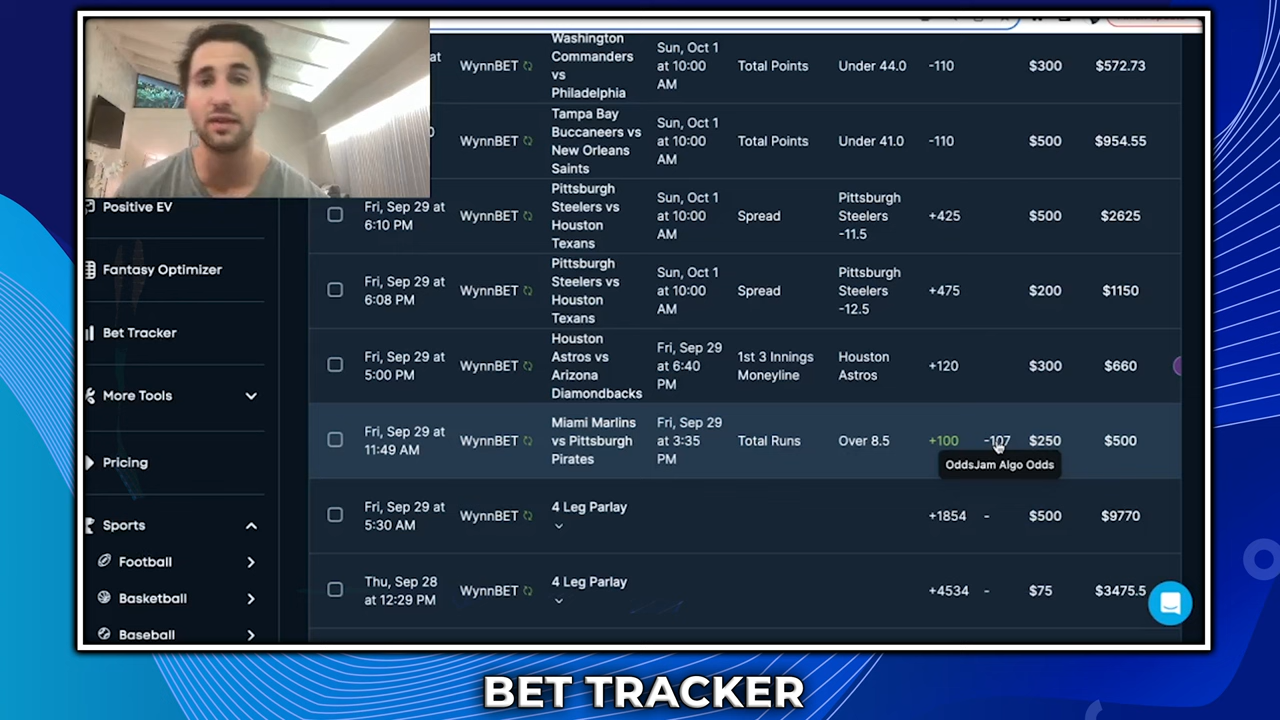 Washington
Commanders
vs
Philadelphia
Sun, Oct 1
at 10:00
AM
at
WynnBET
Total Points
Under 44.0
-110
$300
$572.73
Tampa Bay
Buccaneers vs
New Orleans
Saints
Sun, Oct 1
at 10:00
AM
WynnBET
Total Points
Under 41.0
-110
$500
$954.55
Positive EV
Fantasy Optimizer
Bet Tracker
More Tools
Pricing
Sports
Football
Basketball
Baseball
Fri, Sep 29 at
6:10 PM
WynnBET
Pittsburgh
Steelers vs
Houston
Texans
Sun, Oct 1
at 10:00
AM
Spread
Pittsburgh
Steelers
-11.5
+425
$500
$2625
Fri, Sep 29 at
6:08 PM
WynnBET
Pittsburgh
Steelers vs
Houston
Texans
Sun, Oct 1
at 10:00
AM
Spread
Pittsburgh
Steelers
-12.5
+475
$200
$1150
Fri, Sep 29 at
5:00 PM
WynnBET
Houston
Astros vs
Arizona
Diamondbacks
Fri, Sep 29
at 6:40
PM
1st 3 Innings
Moneyline
Houston
Astros
+120
$300
$660
Fri, Sep 29 at
11:49 AM
WynnBET
Miami Marlins
vs Pittsburgh
Pirates
Fri, Sep 29
at 3:35
PM
Total Runs
Over 8.5
+100
-107
$250
$500
OddsJam Algo Odds
Fri, Sep 29 at
5:30 AM
WynnBET
4 Leg Parlay
+1854
-
$500
$9770
Thu, Sep 28
at 12:29 PM
WynnBET
4 Leg Parlay
+4534
-
$75
$3475.5
BET TRACKER